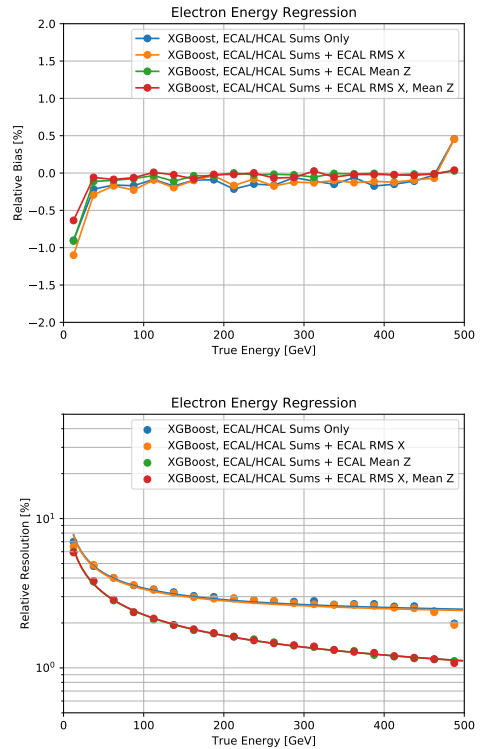 Electron Energy Regression
XGBoost, ECAL/HCAL Sums Only
XGBoost, ECAL/HCAL Sums + ECAL RMS X
XGBoost, ECAL/HCAL Sums + ECAL Mean Z
XGBoost, ECAL/HCAL Sums + ECAL RMS X, Mean Z
Relative Bias [%]
2.0
1.5
1.0
0.5
0.0
−0.5
−1.0
−1.5
−2.0
0 100 200 300 400 500
True Energy [GeV]
Electron Energy Regression
XGBoost, ECAL/HCAL Sums Only
XGBoost, ECAL/HCAL Sums + ECAL RMS X
XGBoost, ECAL/HCAL Sums + ECAL Mean Z
XGBoost, ECAL/HCAL Sums + ECAL RMS X, Mean Z
Relative Resolution [%]
10¹
10⁰
0 100 200 300 400 500
True Energy [GeV]